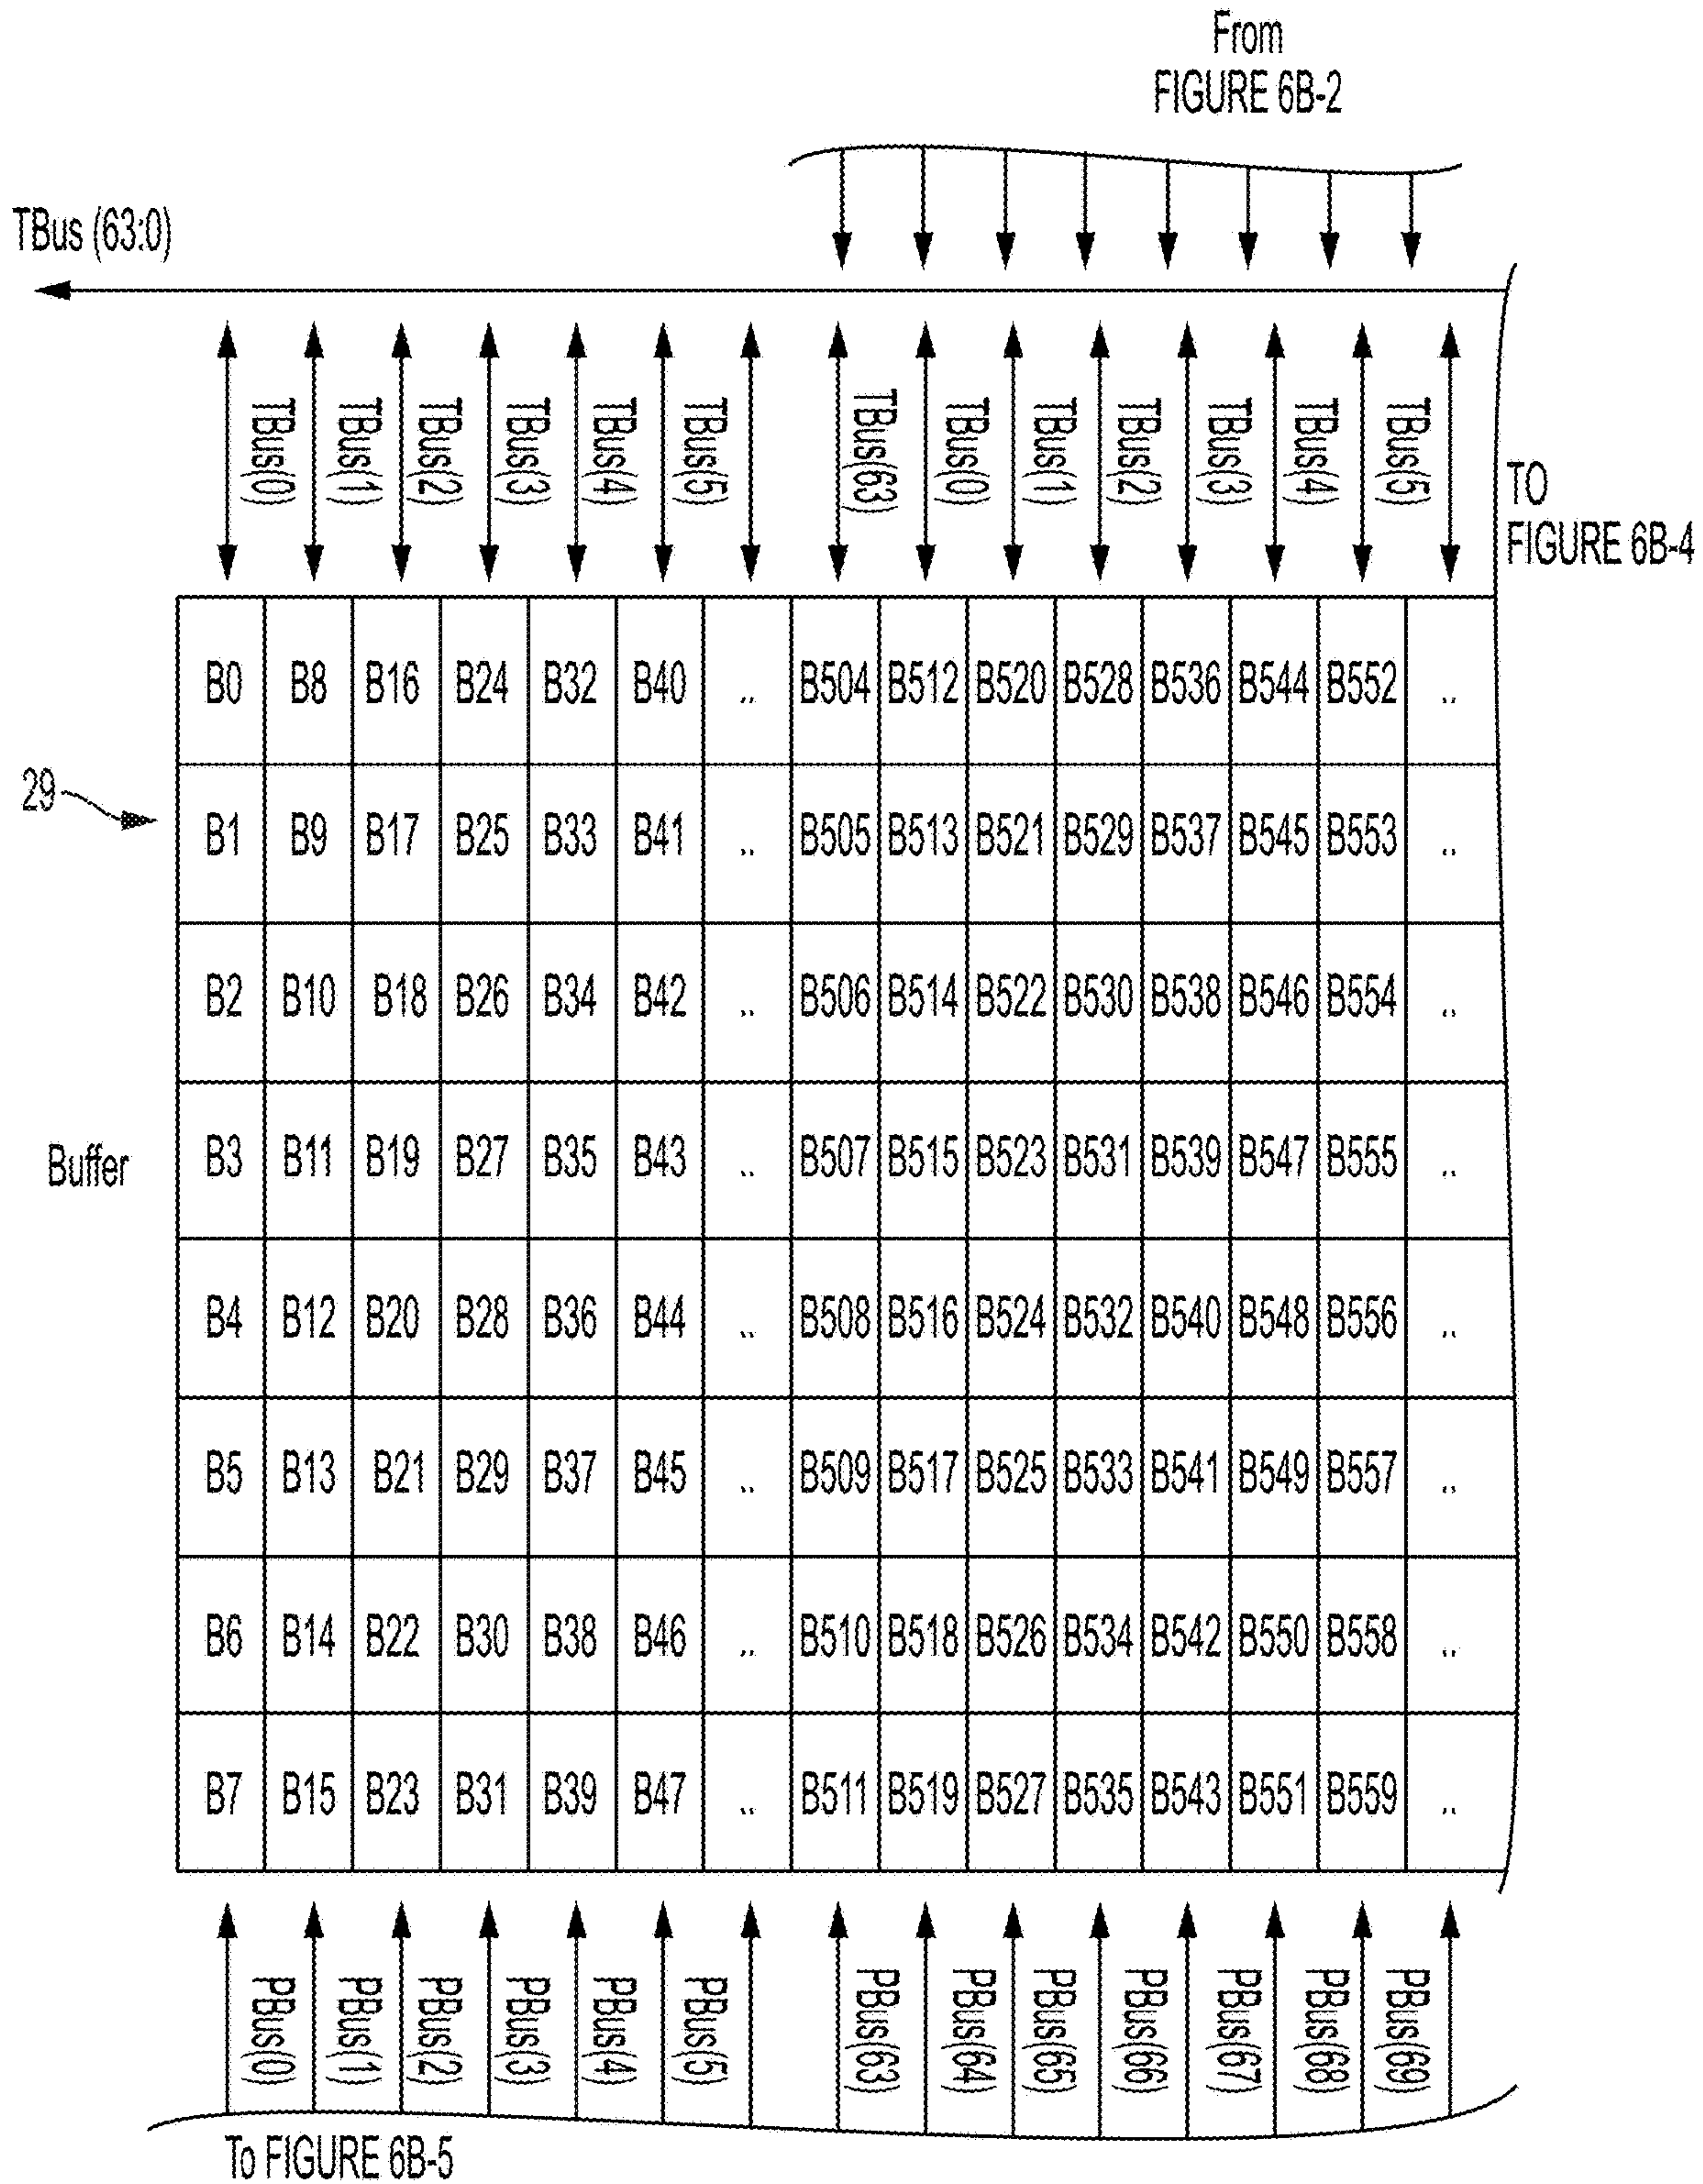 From
FIGURE 6B-2
TBus (63:0)
TBus(0) TBus(1) TBus(2) TBus(3) TBus(4) TBus(5) TBus(63) TBus(0) TBus(1) TBus(2) TBus(3) TBus(4) TBus(5)
TO
FIGURE 6B-4
B0 B8 B16 B24 B32 B40 .. B504 B512 B520 B528 B536 B544 B552 ..
29
B1 B9 B17 B25 B33 B41 .. B505 B513 B521 B529 B537 B545 B553 ..
B2 B10 B18 B26 B34 B42 .. B506 B514 B522 B530 B538 B546 B554 ..
Buffer
B3 B11 B19 B27 B35 B43 .. B507 B515 B523 B531 B539 B547 B555 ..
B4 B12 B20 B28 B36 B44 .. B508 B516 B524 B532 B540 B548 B556 ..
B5 B13 B21 B29 B37 B45 .. B509 B517 B525 B533 B541 B549 B557 ..
B6 B14 B22 B30 B38 B46 .. B510 B518 B526 B534 B542 B550 B558 ..
B7 B15 B23 B31 B39 B47 .. B511 B519 B527 B535 B543 B551 B559 ..
PBus(0) PBus(1) PBus(2) PBus(3) PBus(4) PBus(5) PBus(63) PBus(64) PBus(65) PBus(66) PBus(67) PBus(68) PBus(69)
To FIGURE 6B-5